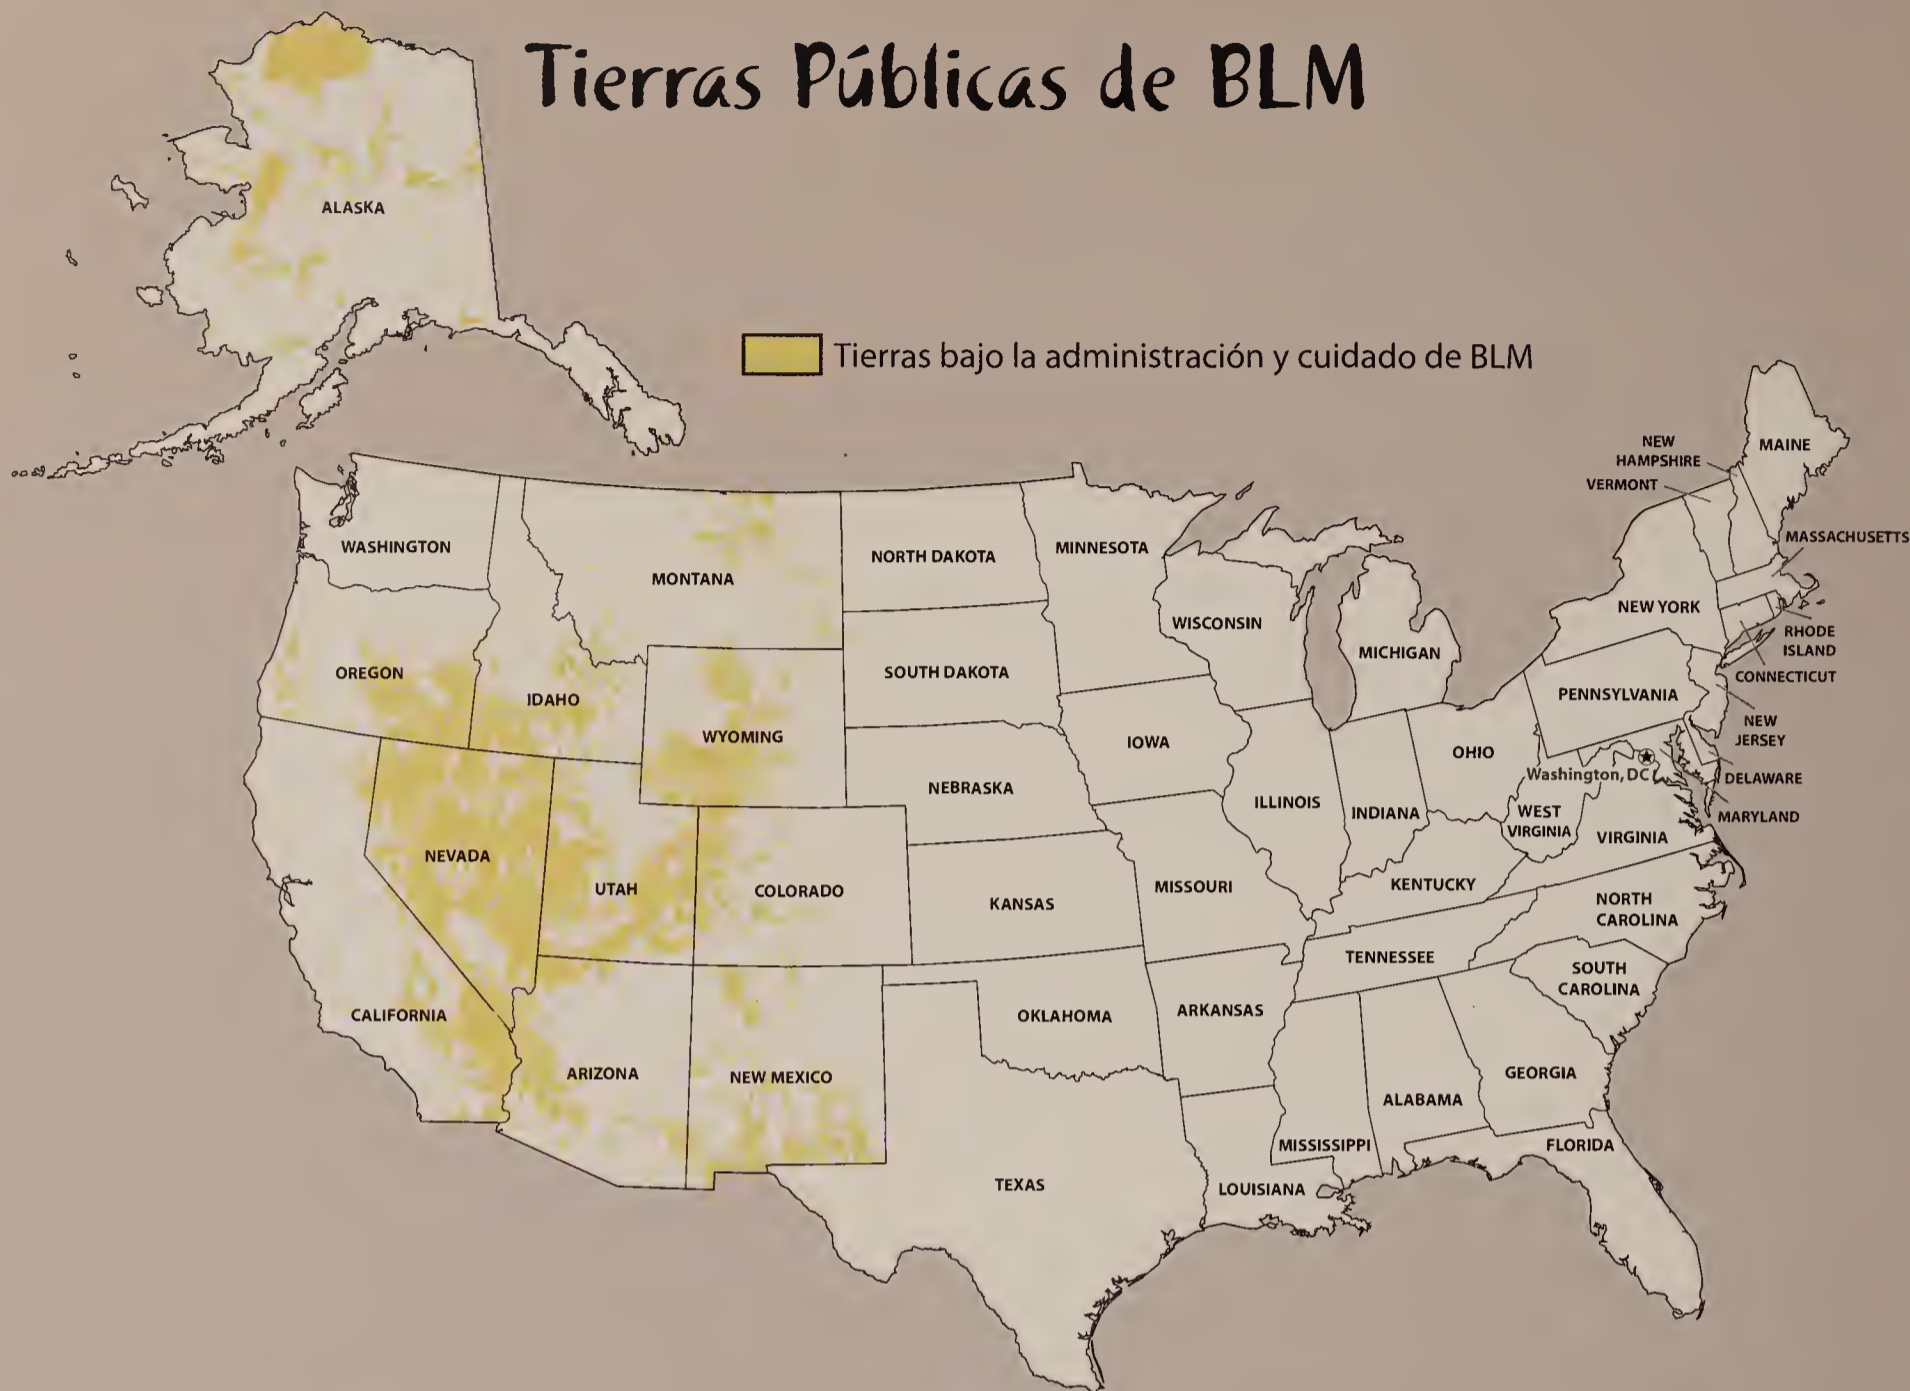 Tierras Públicas de BLM
ALASKA
Tierras bajo la administración y cuidado de BLM
NEW
HAMPSHIRE
MAINE
VERMONT
MASSACHUSETTS
WASHINGTON
MONTANA
NORTH DAKOTA
MINNESOTA
WISCONSIN
MICHIGAN
NEW YORK
RHODE
ISLAND
CONNECTICUT
OREGON
IDAHO
SOUTH DAKOTA
PENNSYLVANIA
NEW
JERSEY
WYOMING
IOWA
OHIO
Washington, DC
DELAWARE
NEBRASKA
ILLINOIS
INDIANA
WEST
VIRGINIA
MARYLAND
VIRGINIA
NEVADA
UTAH
COLORADO
KANSAS
MISSOURI
KENTUCKY
NORTH
CAROLINA
TENNESSEE
SOUTH
CAROLINA
CALIFORNIA
ARIZONA
NEW MEXICO
OKLAHOMA
ARKANSAS
GEORGIA
ALABAMA
MISSISSIPPI
FLORIDA
TEXAS
LOUISIANA